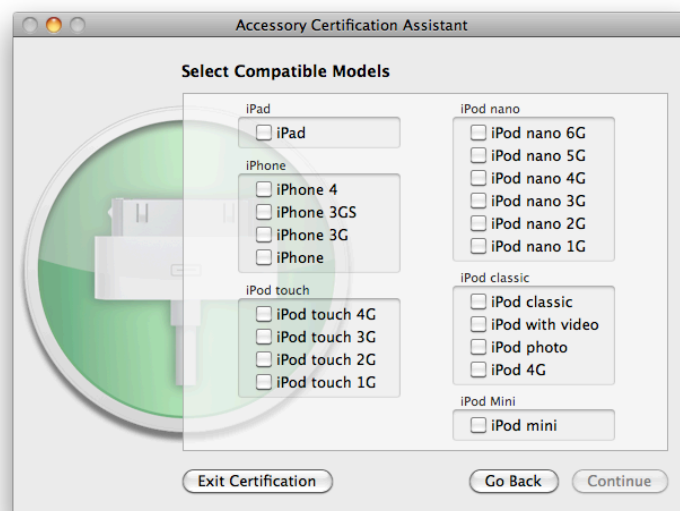 Accessory Certification Assistant
Select Compatible Models
iPad
iPad
iPhone
iPhone 4
iPhone 3GS
iPhone 3G
iPhone
iPod touch
iPod touch 4G
iPod touch 3G
iPod touch 2G
iPod touch 1G
iPod nano
iPod nano 6G
iPod nano 5G
iPod nano 4G
iPod nano 3G
iPod nano 2G
iPod nano 1G
iPod classic
iPod classic
iPod with video
iPod photo
iPod 4G
iPod Mini
iPod mini
Exit Certification
Go Back
Continue